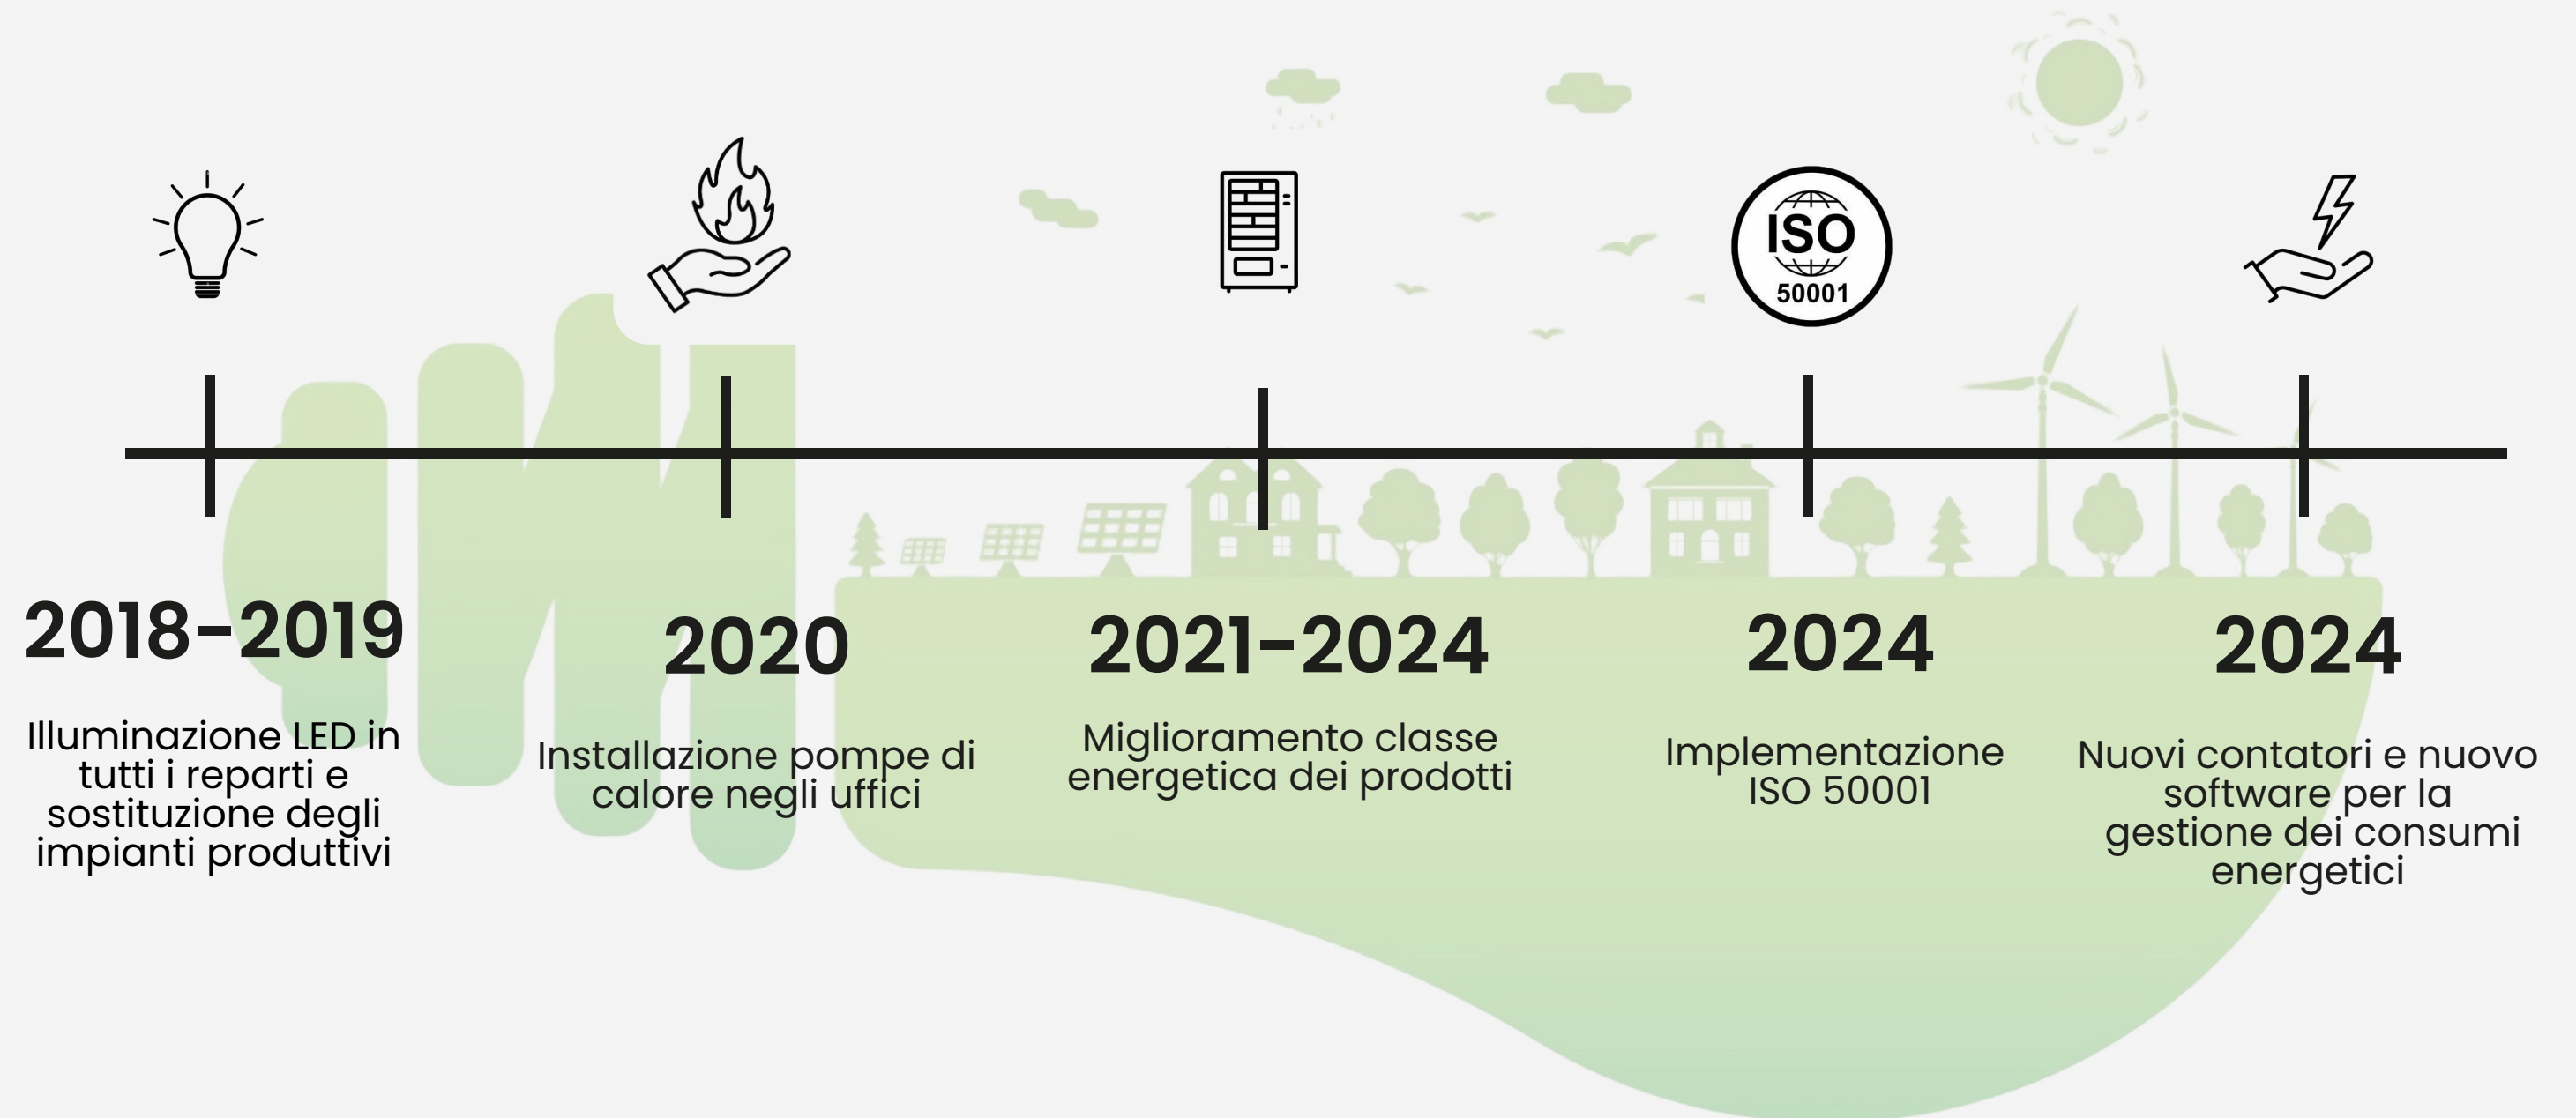 ISO
50001
2018-2019
Illuminazione LED in
tutti i reparti e
sostituzione degli
impianti produttivi
2020
Installazione pompe di
calore negli uffici
2021-2024
Miglioramento classe
energetica dei prodotti
2024
Implementazione
ISO 50001
2024
Nuovi contatori e nuovo
software per la
gestione dei consumi
energetici